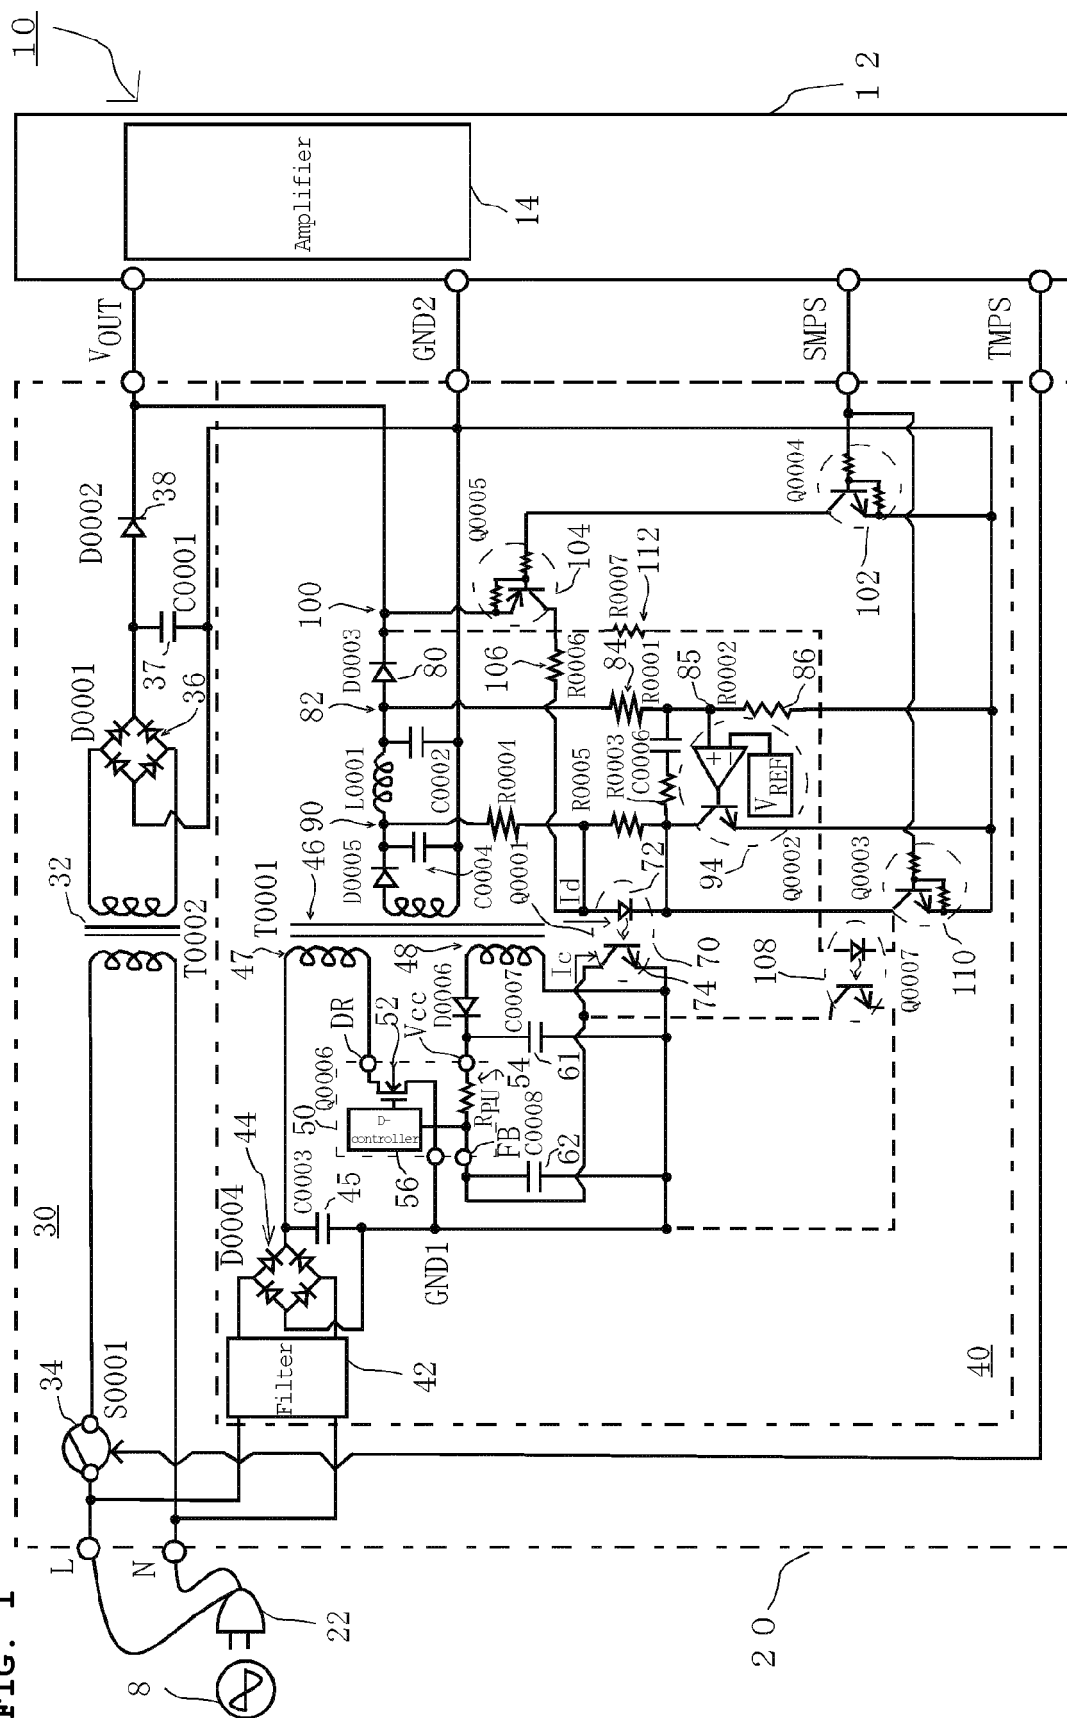 FIG. 1
10
12
Amplifier
14
VOUT
GND2
SMPS
TMPS
D0002
38
C0001
37
D0001
36
32
T0002
30
34
S0001
L
N
22
8
20
40
Filter
42
D0004
44
C0003
45
GND1
50
Q0006
D-controller
56
52
DR
Vcc
RPU
FB
C0008
62
54
61
C0007
D0006
48
47
T0001
46
D0005
C0004
90
L0001
C0002
82
D0003
80
100
R0004
Q0001
Id
Ic
72
70
74
R0005
R0003
C0006
R0001
84
85
R0002
86
VREF
94
Q0002
R0006
106
R0007
112
Q0005
104
Q0004
102
Q0003
110
108
Q0007